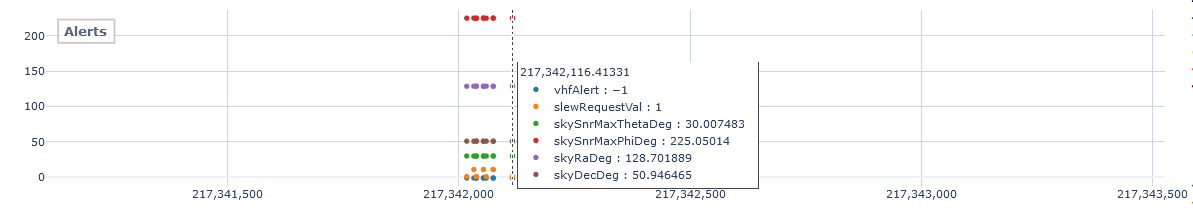 Alerts
200
150
100
50
0
217,342,116.41331
vhfAlert : −1
slewRequestVal : 1
skySnrMaxThetaDeg : 30.007483
skySnrMaxPhiDeg : 225.05014
skyRaDeg : 128.701889
skyDecDeg : 50.946465
217,341,500
217,342,000
217,342,500
217,343,000
217,343,500